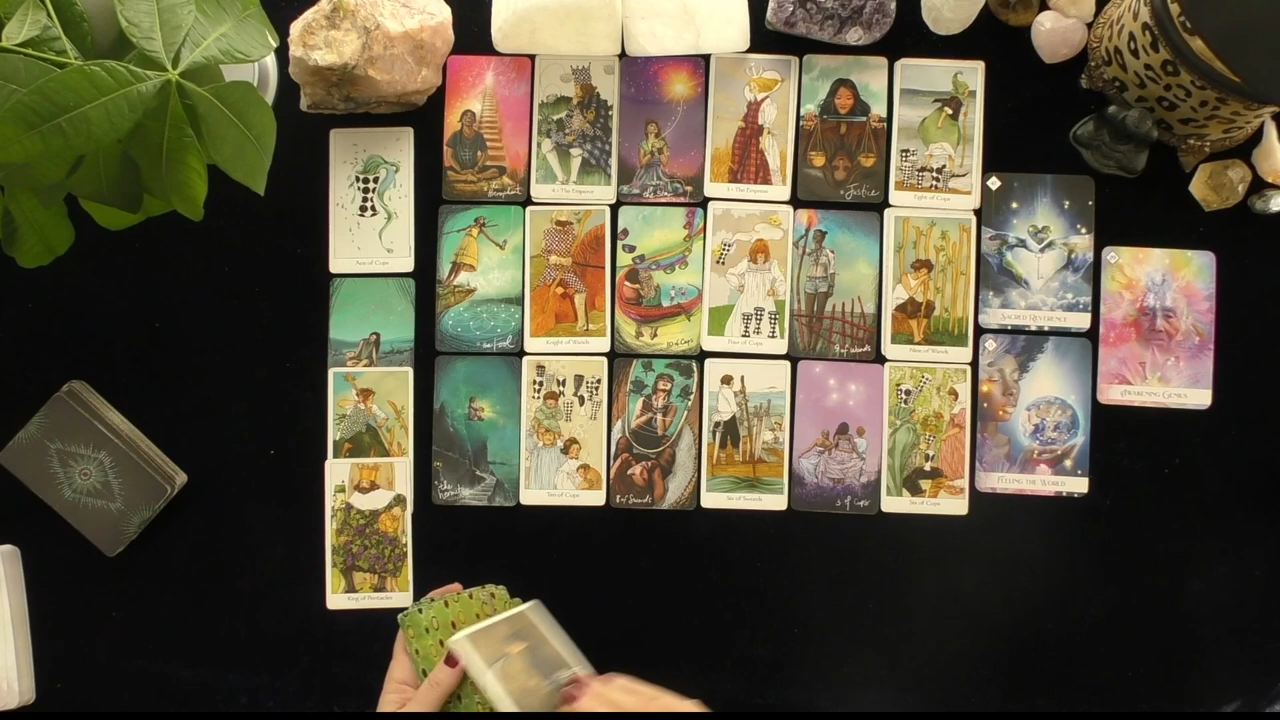 Ace of Cups
King of Pentacles
Hierophant
4 - The Emperor
3 - The Empress
Justice
Eight of Cups
the fool
Knight of Wands
10 of Cups
Four of Cups
9 of Wands
Nine of Wands
the hermit
Ten of Cups
8 of Swords
Six of Swords
3 of Cups
Six of Cups
SACRED REVERENCE
FEELING THE WORLD
AWAKENING GENIUS